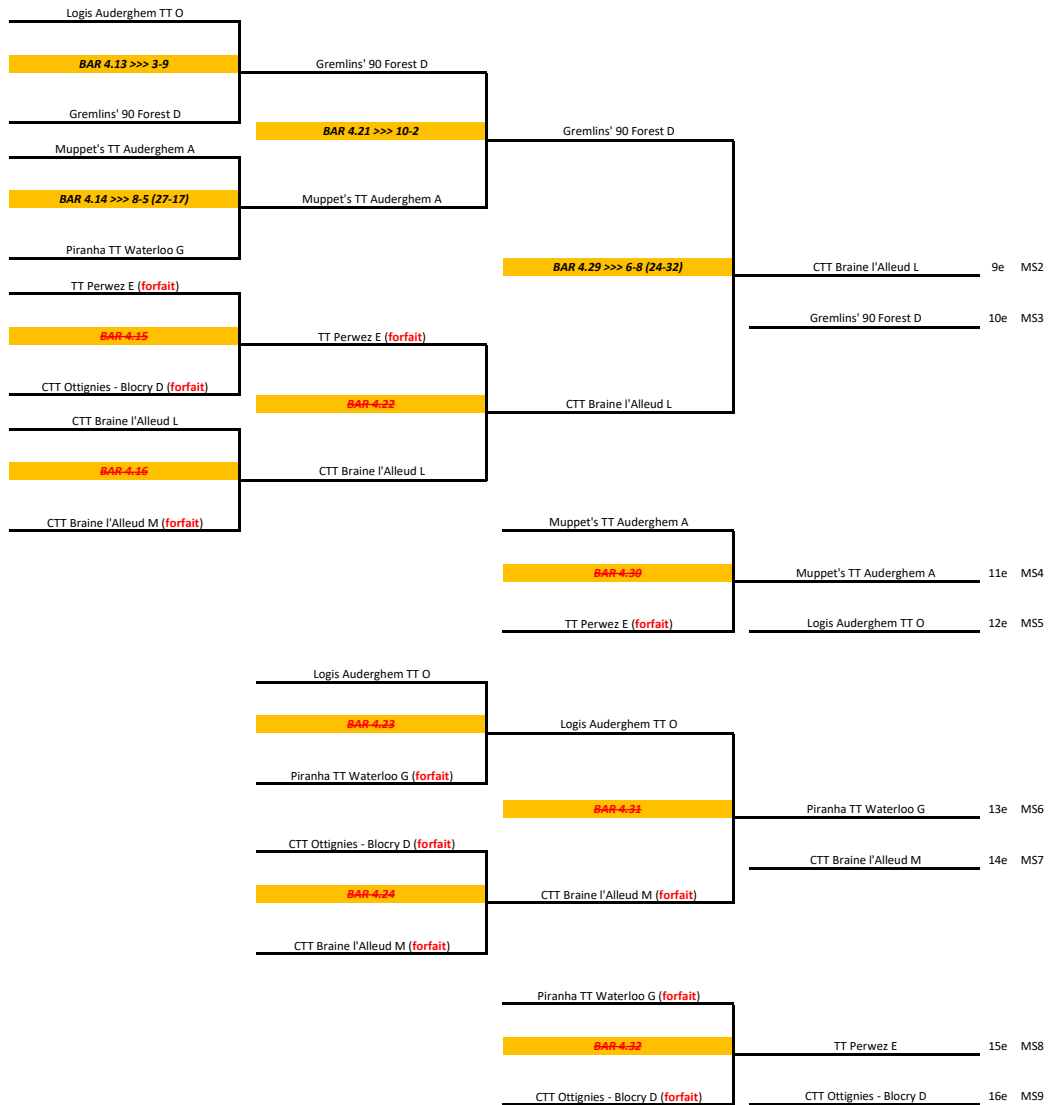 Logis Auderghem TT O
BAR 4.13 >>> 3-9
Gremlins' 90 Forest D
Gremlins' 90 Forest D
BAR 4.21 >>> 10-2
Gremlins' 90 Forest D
Muppet's TT Auderghem A
BAR 4.14 >>> 8-5 (27-17)
Muppet's TT Auderghem A
Piranha TT Waterloo G
BAR 4.29 >>> 6-8 (24-32)
CTT Braine l'Alleud L 9e MS2
TT Perwez E (forfait)
Gremlins' 90 Forest D 10e MS3
BAR 4.15
TT Perwez E (forfait)
CTT Ottignies - Blocry D (forfait)
BAR 4.22
CTT Braine l'Alleud L
CTT Braine l'Alleud L
BAR 4.16
CTT Braine l'Alleud L
CTT Braine l'Alleud M (forfait)
Muppet's TT Auderghem A
BAR 4.30
Muppet's TT Auderghem A 11e MS4
TT Perwez E (forfait)
Logis Auderghem TT O 12e MS5
Logis Auderghem TT O
BAR 4.23
Logis Auderghem TT O
Piranha TT Waterloo G (forfait)
BAR 4.31
Piranha TT Waterloo G 13e MS6
CTT Ottignies - Blocry D (forfait)
CTT Braine l'Alleud M 14e MS7
BAR 4.24
CTT Braine l'Alleud M (forfait)
CTT Braine l'Alleud M (forfait)
Piranha TT Waterloo G (forfait)
BAR 4.32
TT Perwez E 15e MS8
CTT Ottignies - Blocry D (forfait)
CTT Ottignies - Blocry D 16e MS9